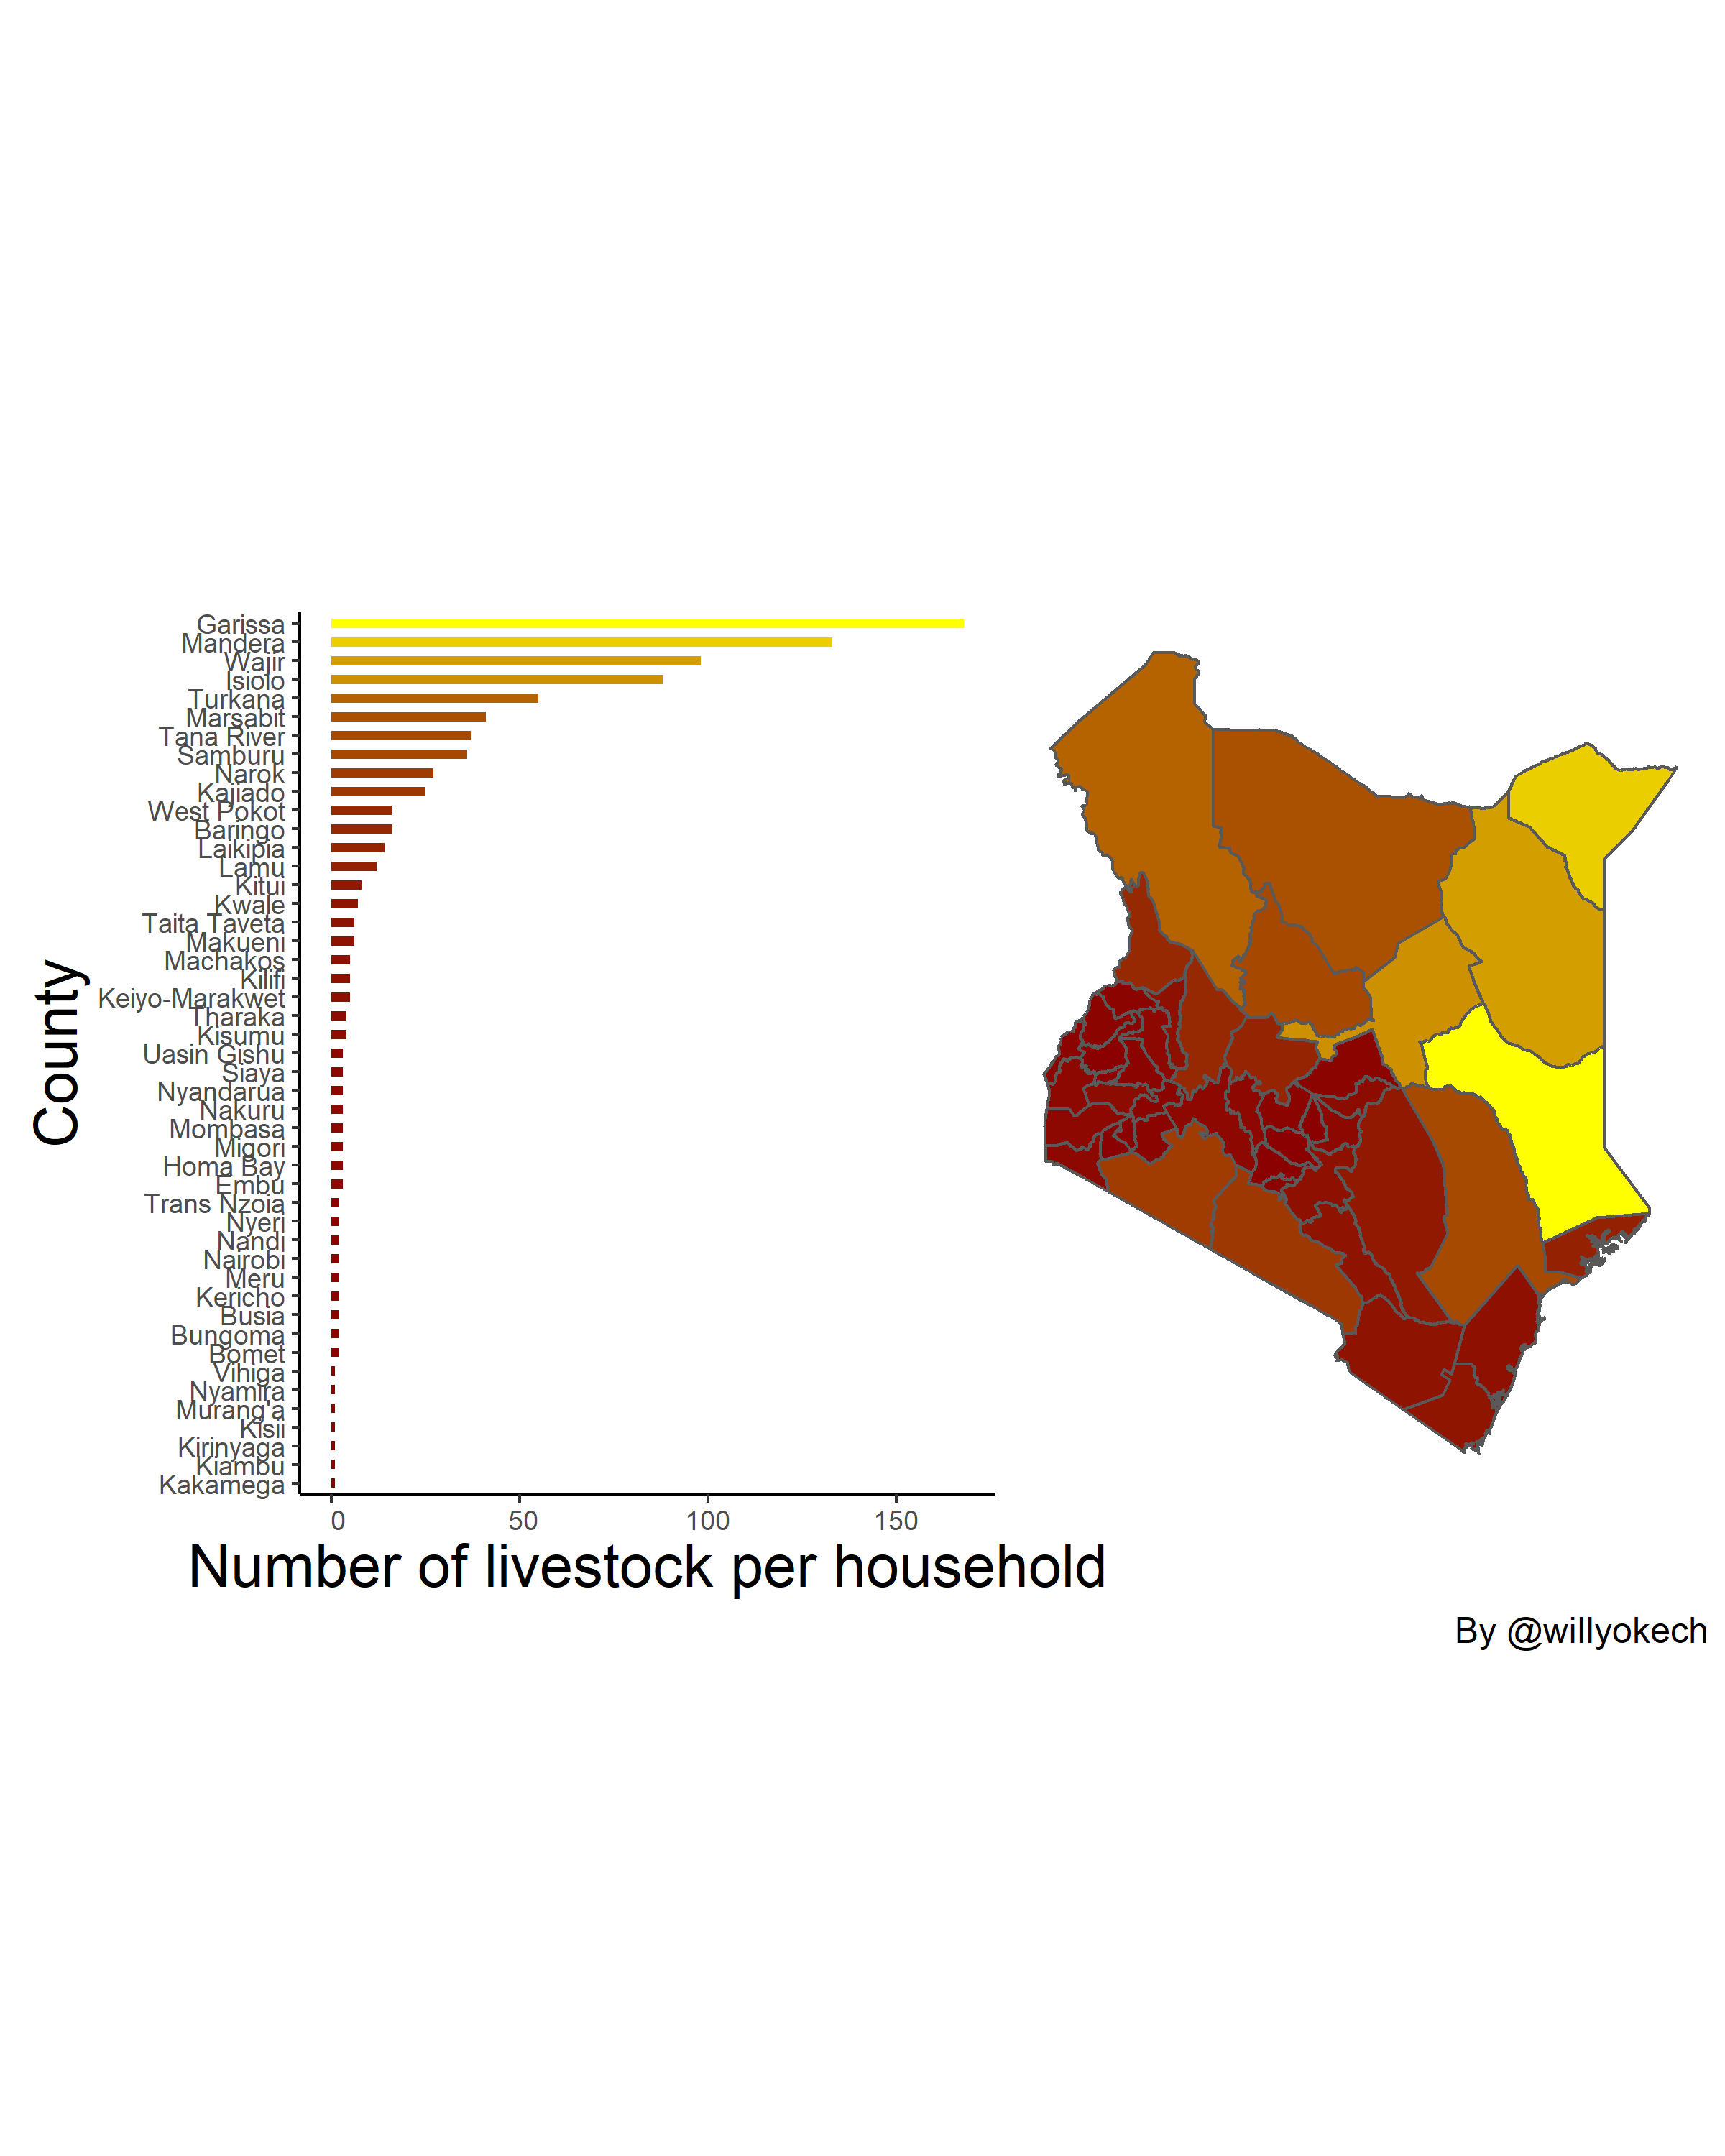 County
Garissa
Mandera
Wajir
Isiolo
Turkana
Marsabit
Tana River
Samburu
Narok
Kajiado
West Pokot
Baringo
Laikipia
Lamu
Kitui
Kwale
Taita Taveta
Makueni
Machakos
Kilifi
Keiyo-Marakwet
Tharaka
Kisumu
Uasin Gishu
Siaya
Nyandarua
Nakuru
Mombasa
Migori
Homa Bay
Embu
Trans Nzoia
Nyeri
Nandi
Nairobi
Meru
Kericho
Busia
Bungoma
Bomet
Vihiga
Nyamira
Murang'a
Kisii
Kirinyaga
Kiambu
Kakamega
0 50 100 150
Number of livestock per household
By @willyokech